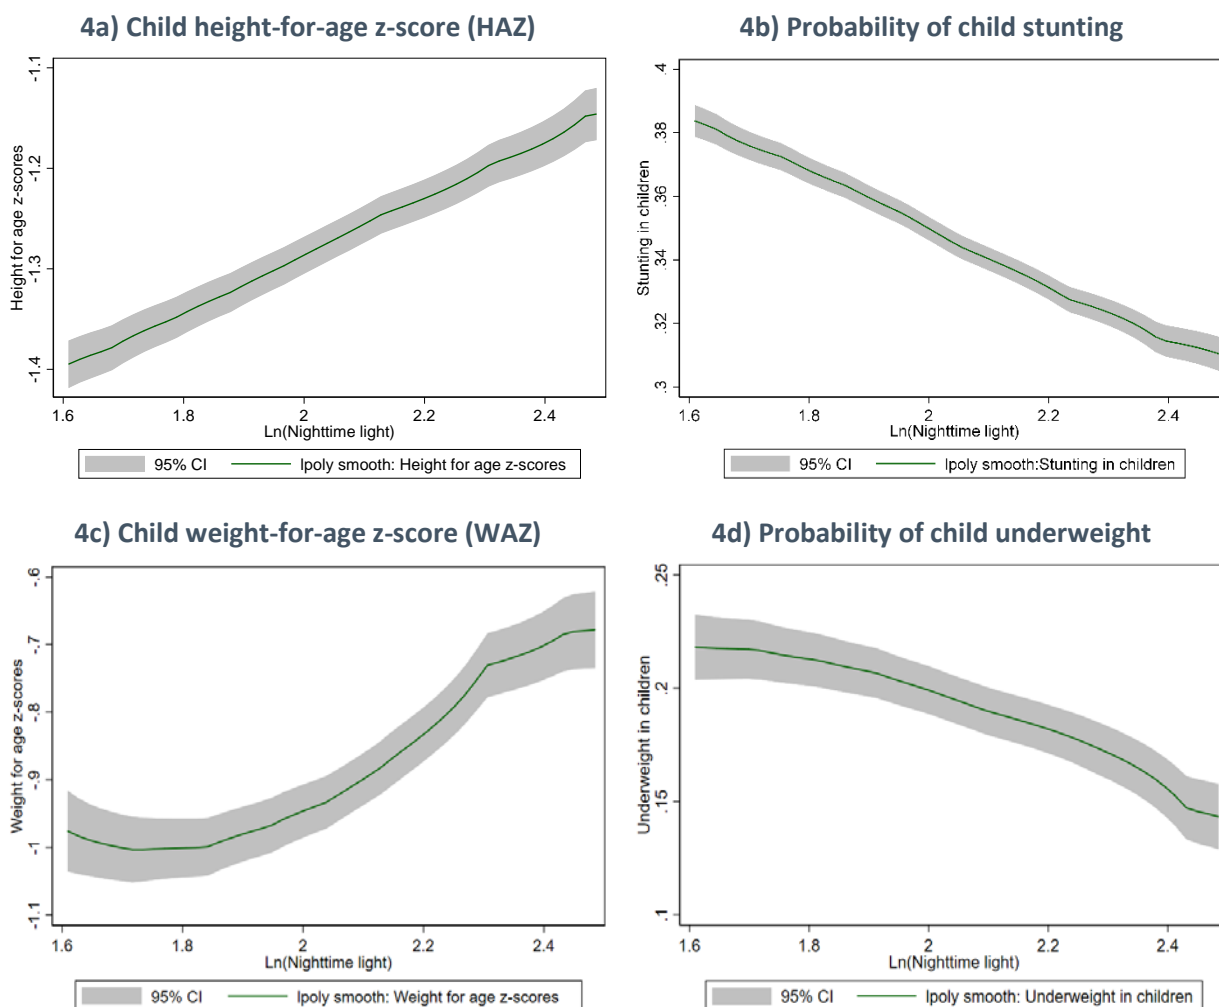 4a) Child height-for-age z-score (HAZ)
Height for age z-scores
-1.1
-1.2
-1.3
-1.4
1.6 1.8 2 2.2 2.4
Ln(Nighttime light)
95% CI lpoly smooth: Height for age z-scores
4b) Probability of child stunting
Stunting in children
.4
.38
.36
.34
.32
.3
1.6 1.8 2 2.2 2.4
Ln(Nighttime light)
95% CI lpoly smooth:Stunting in children
4c) Child weight-for-age z-score (WAZ)
Weight for age z-scores
-.6
-.7
-.8
-.9
-1
-1.1
1.6 1.8 2 2.2 2.4
Ln(Nighttime light)
95% CI lpoly smooth: Weight for age z-scores
4d) Probability of child underweight
Underweight in children
.25
.2
.15
.1
1.6 1.8 2 2.2 2.4
Ln(Nighttime light)
95% CI lpoly smooth: Underweight in children